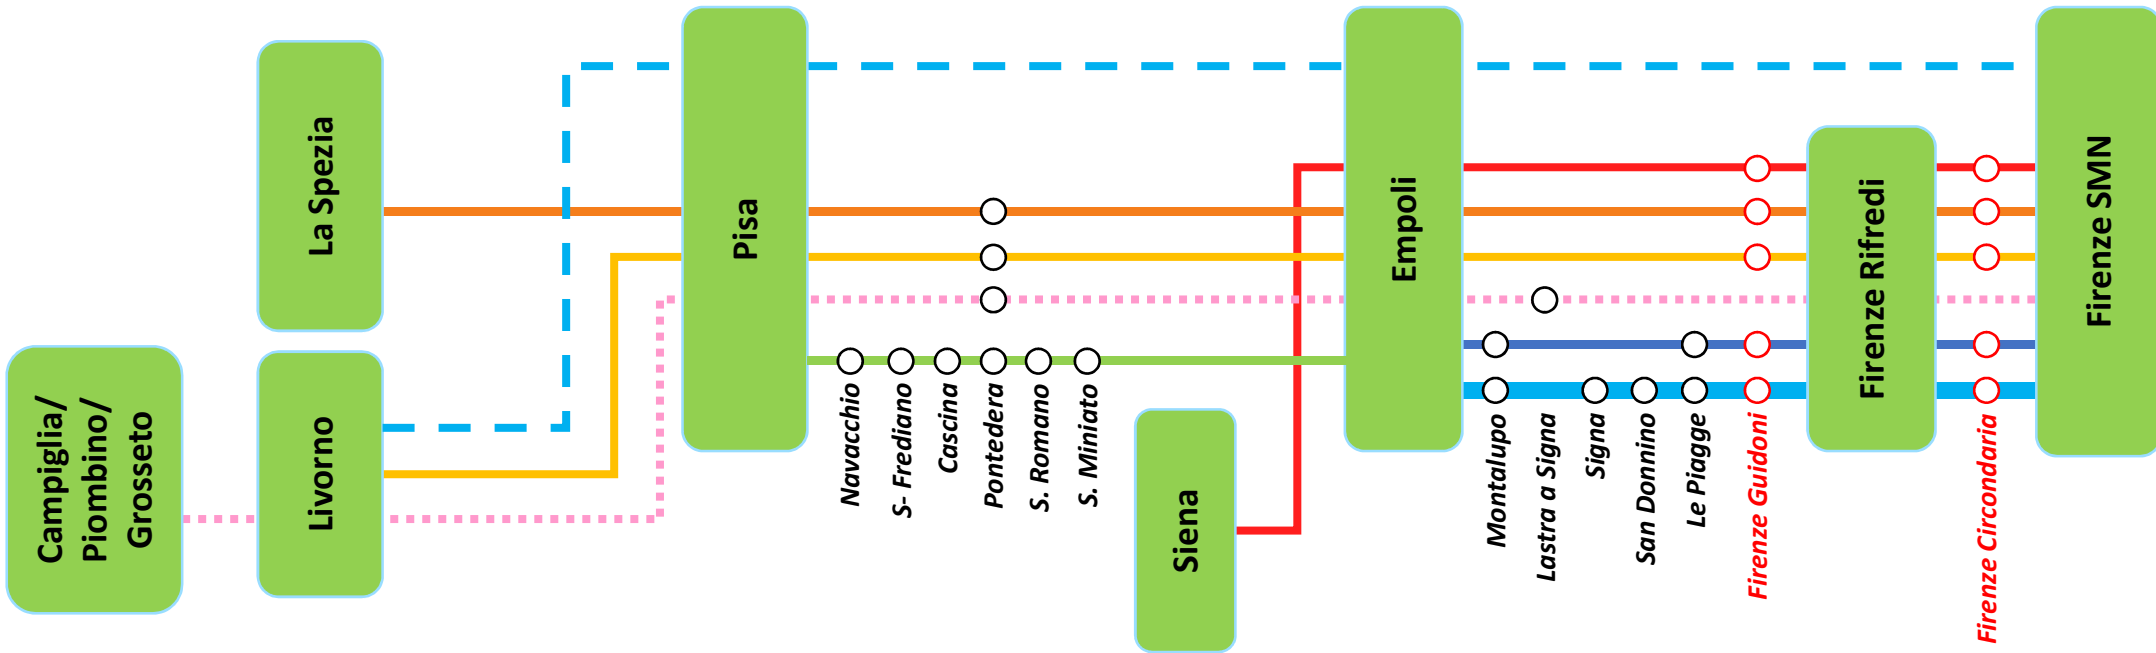 Campiglia/
Piombino/
Grosseto
La Spezia
Livorno
Pisa
Navacchio
S- Frediano
Cascina
Pontedera
S. Romano
S. Miniato
Siena
Empoli
Montalupo
Lastra a Signa
Signa
San Donnino
Le Piagge
Firenze Guidoni
Firenze Rifredi
Firenze Circondaria
Firenze SMN